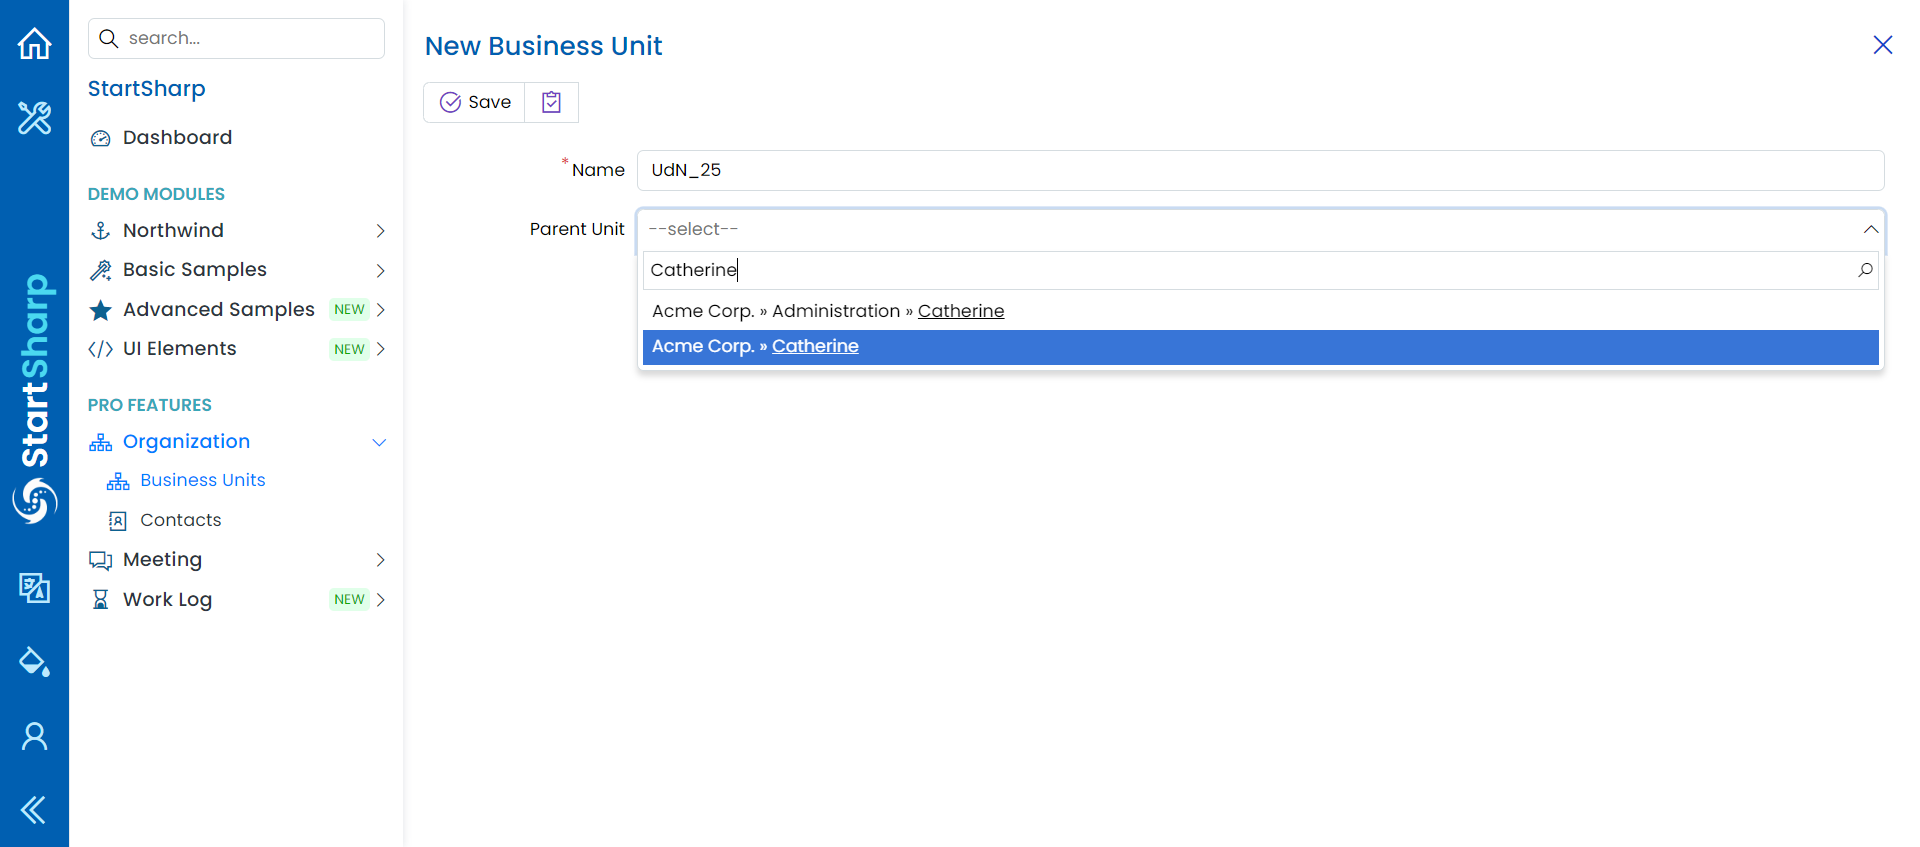 StartSharp
search...
StartSharp
Dashboard
DEMO MODULES
Northwind
Basic Samples
Advanced Samples NEW
UI Elements NEW
PRO FEATURES
Organization
Business Units
Contacts
Meeting
Work Log NEW
New Business Unit
Save
* Name UdN_25
Parent Unit --select--
Catherine
Acme Corp. » Administration » Catherine
Acme Corp. » Catherine